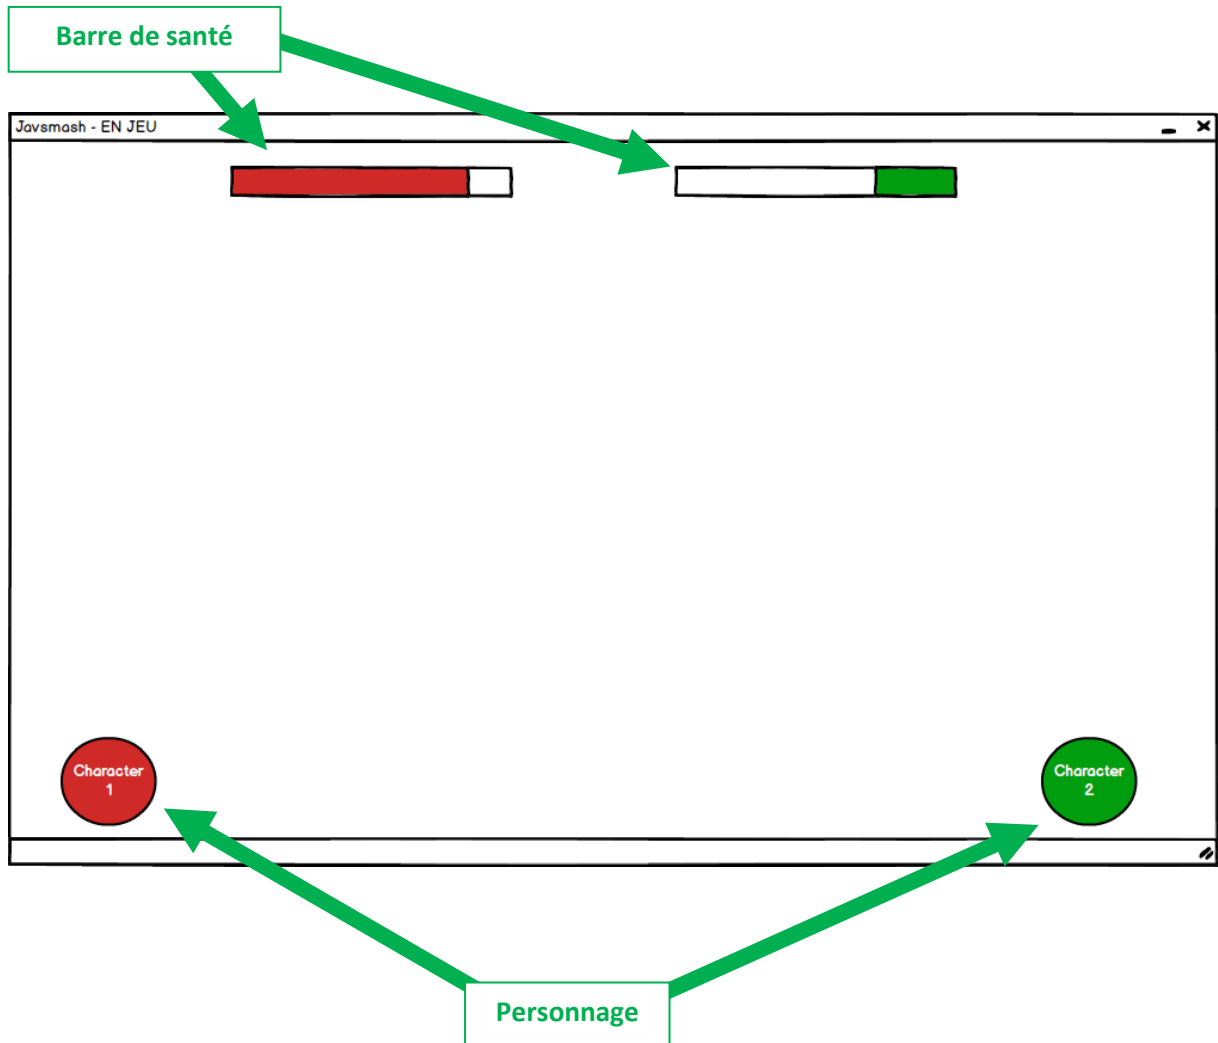 Barre de santé
Javsmash - EN JEU
Character
1
Character
2
Personnage